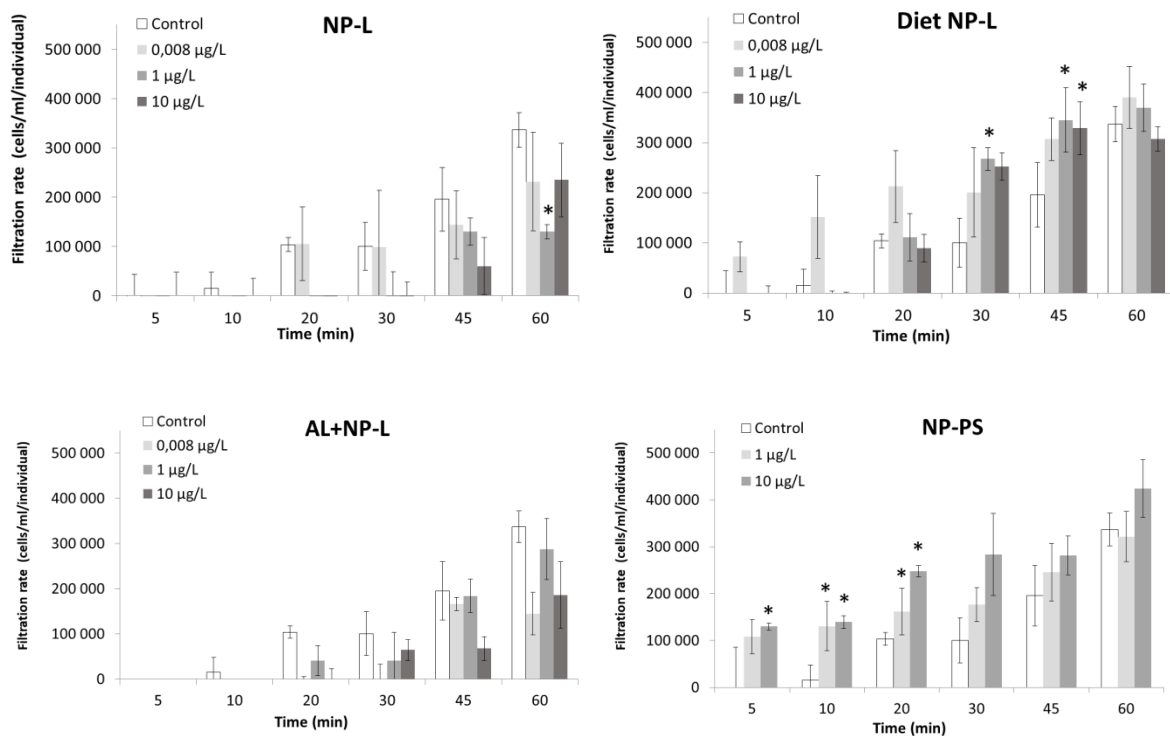 NP-L
Control
0,008 µg/L
1 µg/L
10 µg/L
Filtration rate (cells/ml/individual)
500 000
400 000
300 000
200 000
100 000
0
* 
5 10 20 30 45 60
Time (min)
Diet NP-L
Control
0,008 µg/L
1 µg/L
10 µg/L
Filtration rate (cells/ml/individual)
500 000
400 000
300 000
200 000
100 000
0
* * *
5 10 20 30 45 60
Time (min)
AL+NP-L
Control
0,008 µg/L
1 µg/L
10 µg/L
Filtration rate (cells/ml/individual)
500 000
400 000
300 000
200 000
100 000
0
5 10 20 30 45 60
Time (min)
NP-PS
Control
1 µg/L
10 µg/L
Filtration rate (cells/ml/individual)
500 000
400 000
300 000
200 000
100 000
0
* * * * *
5 10 20 30 45 60
Time (min)